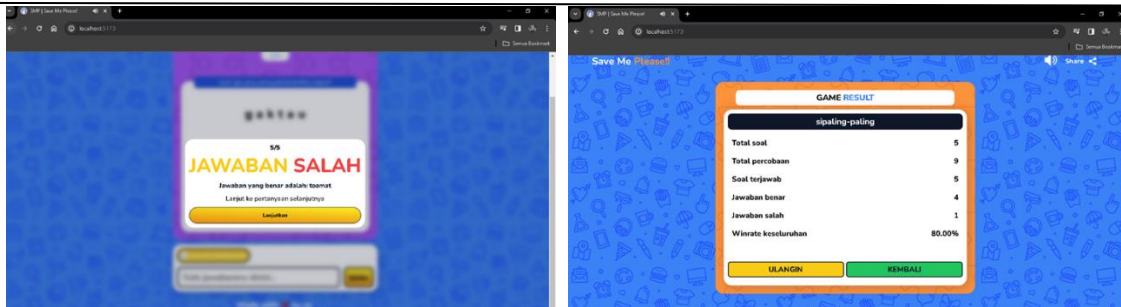 SMP | Save Me Please!
localhost:5173
Semua Bookmark
gaktau
5/5
JAWABAN SALAH
Jawaban yang benar adalah: toomat
Lanjut ke pertanyaan selanjutnya
Lanjutkan
SMP | Save Me Please!
localhost:5173
Semua Bookmark
Save Me Please!!
Share
GAME RESULT
sipaling-paling
Total soal 5
Total percobaan 9
Soal terjawab 5
Jawaban benar 4
Jawaban salah 1
Winrate keseluruhan 80.00%
ULANGIN
KEMBALI